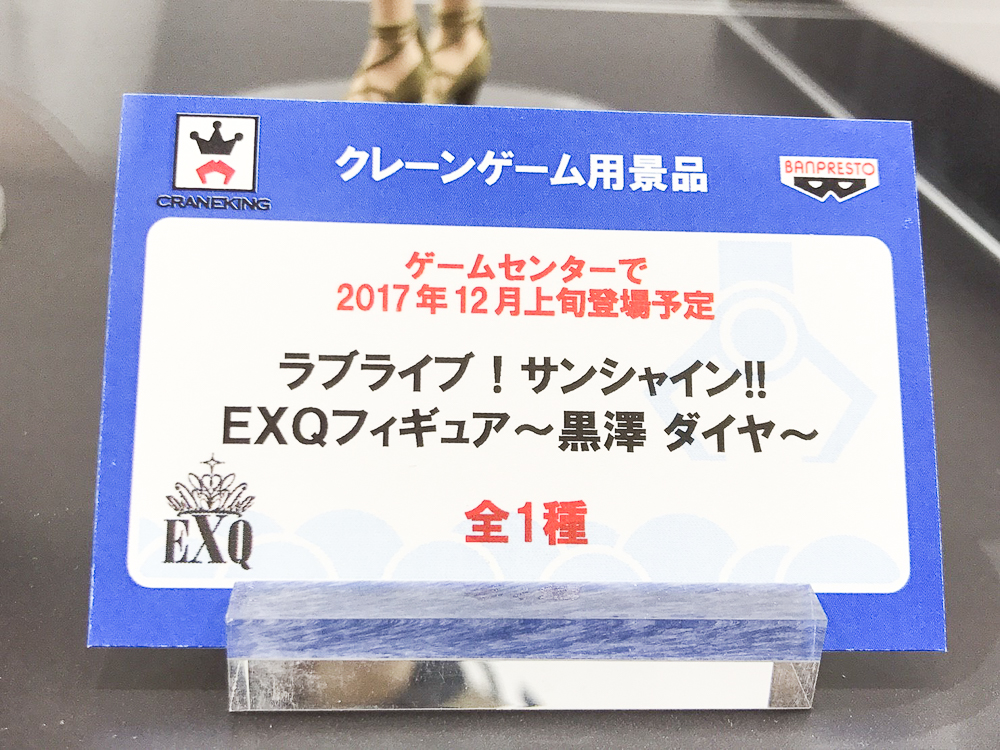 CRANEKING
クレーンゲーム用景品
BANPRESTO
ゲームセンターで
2017年12月上旬登場予定
ラブライブ！サンシャイン!!
EXQフィギュア～黒澤 ダイヤ～
EXQ
全1種